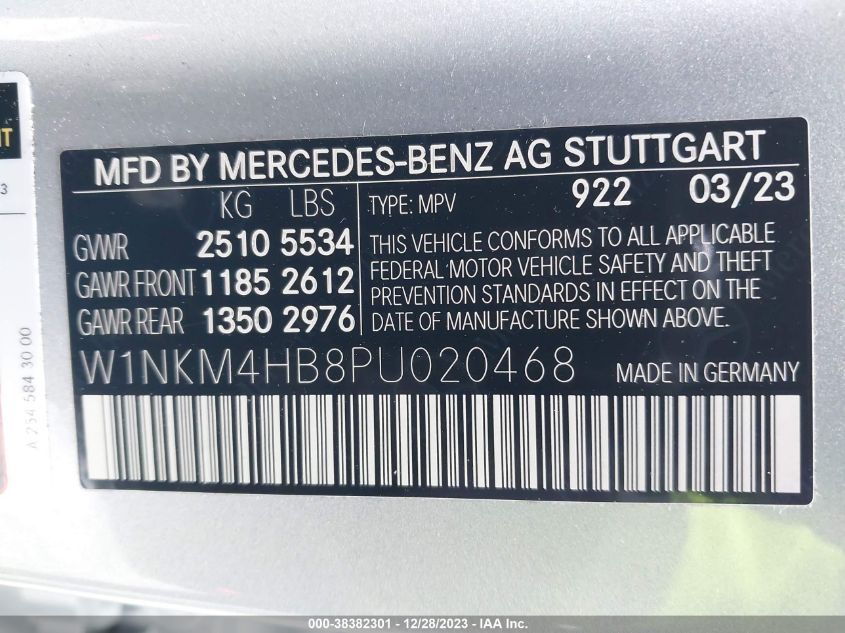 MFD BY MERCEDES-BENZ AG STUTTGART
KG LBS TYPE: MPV 922 03/23
GVWR 2510 5534
GAWR FRONT 1185 2612
GAWR REAR 1350 2976
THIS VEHICLE CONFORMS TO ALL APPLICABLE
FEDERAL MOTOR VEHICLE SAFETY AND THEFT
PREVENTION STANDARDS IN EFFECT ON THE
DATE OF MANUFACTURE SHOWN ABOVE.
W1NKM4HB8PU020468 MADE IN GERMANY
A 254 584 30 00
000-38382301 - 12/28/2023 - IAA Inc.